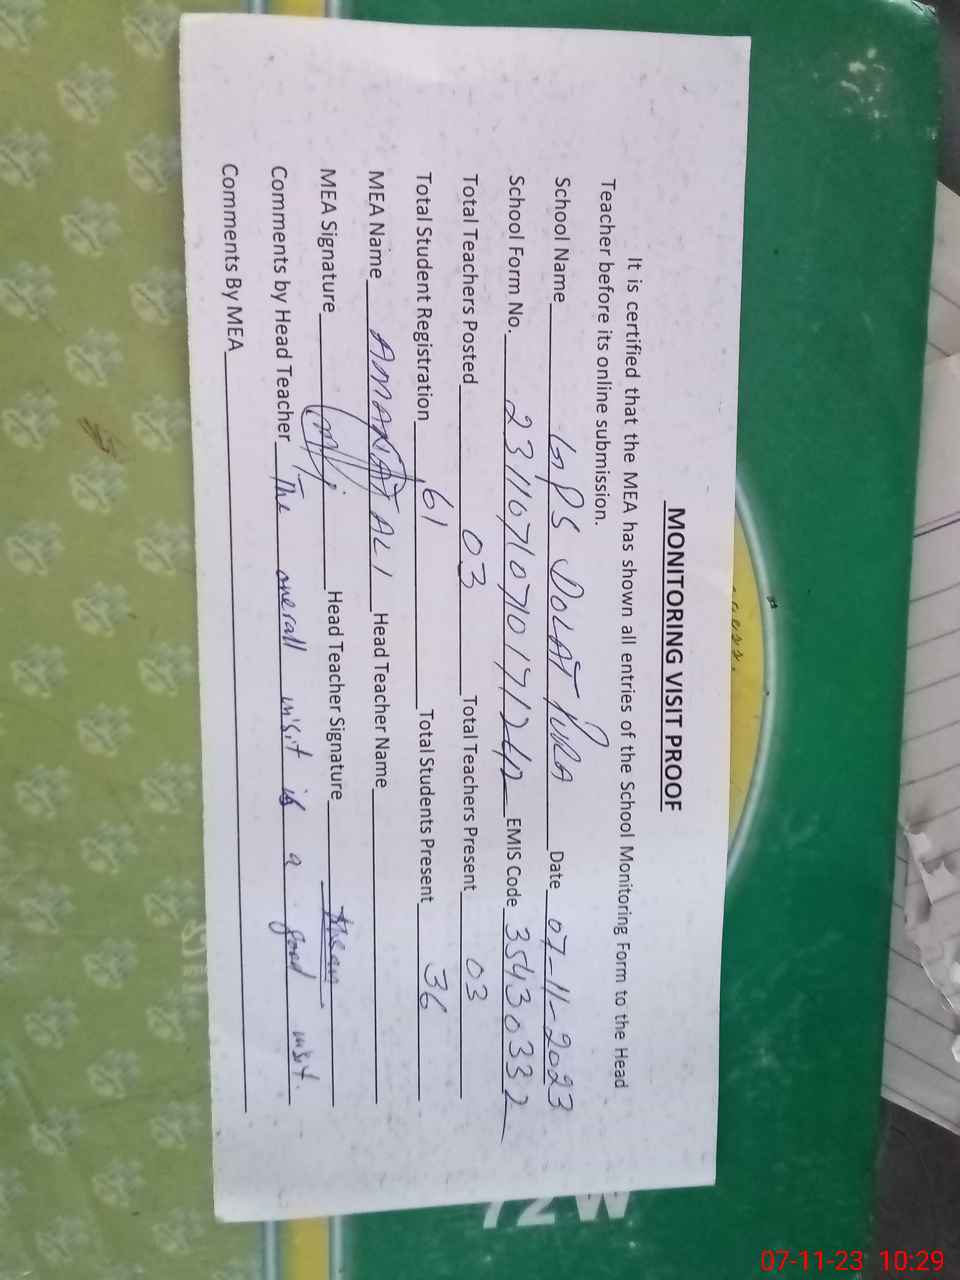 MONITORING VISIT PROOF
It is certified that the MEA has shown all entries of the School Monitoring Form to the Head
Teacher before its online submission.
School Name GPS DOLAT PURA Date 07-11-2023
School Form No. EMIS Code 35430332
Total Teachers Posted 03 Total Teachers Present 03
Total Student Registration 61 Total Students Present 36
MEA Name AMANAT ALI Head Teacher Name
MEA Signature Head Teacher Signature
Comments by Head Teacher The overall visit is a good visit.
Comments By MEA
07-11-23 10:29